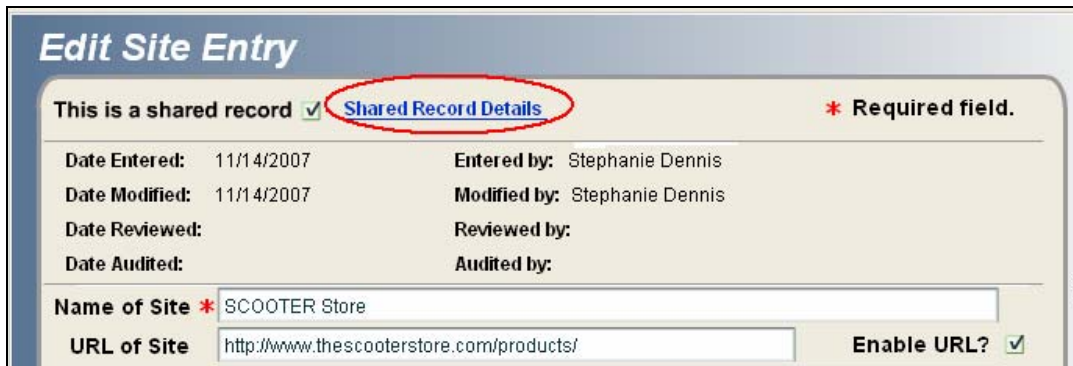 Edit Site Entry
This is a shared record Shared Record Details * Required field.
Date Entered: 11/14/2007 Entered by: Stephanie Dennis
Date Modified: 11/14/2007 Modified by: Stephanie Dennis
Date Reviewed: Reviewed by:
Date Audited: Audited by:
Name of Site * SCOOTER Store
URL of Site http://www.thescooterstore.com/products/ Enable URL?